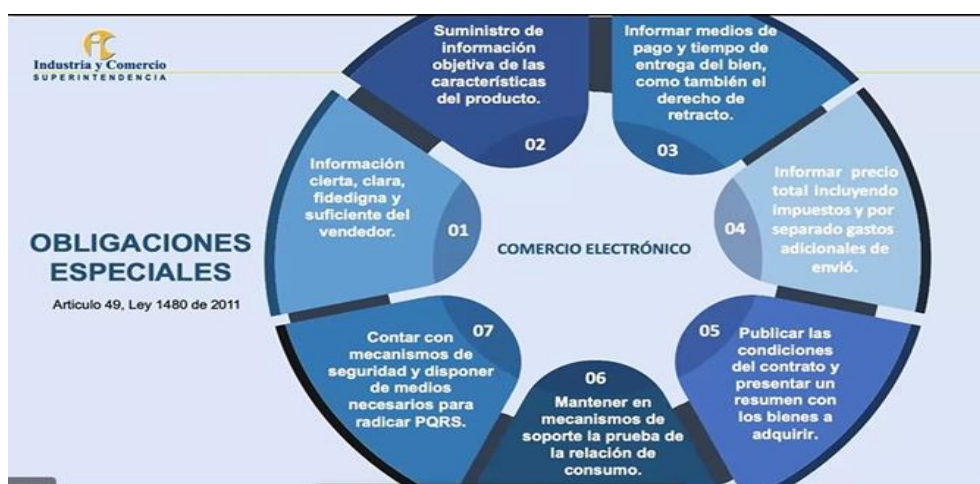 Industria y Comercio
SUPERINTENDENCIA
OBLIGACIONES
ESPECIALES
Articulo 49, Ley 1480 de 2011
COMERCIO ELECTRÓNICO
Información
cierta, clara,
fidedigna y
suficiente del
vendedor.
01
Suministro de
información
objetiva de las
características
del producto.
02
Informar medios de
pago y tiempo de
entrega del bien,
como también el
derecho de
retracto.
03
Informar precio
total incluyendo
impuestos y por
separado gastos
adicionales de
envió.
04
05
Publicar las
condiciones
del contrato y
presentar un
resumen con
los bienes a
adquirir.
06
Mantener en
mecanismos de
soporte la prueba de
la relación de
consumo.
07
Contar con
mecanismos de
seguridad y disponer
de medios
necesarios para
radicar PQRS.